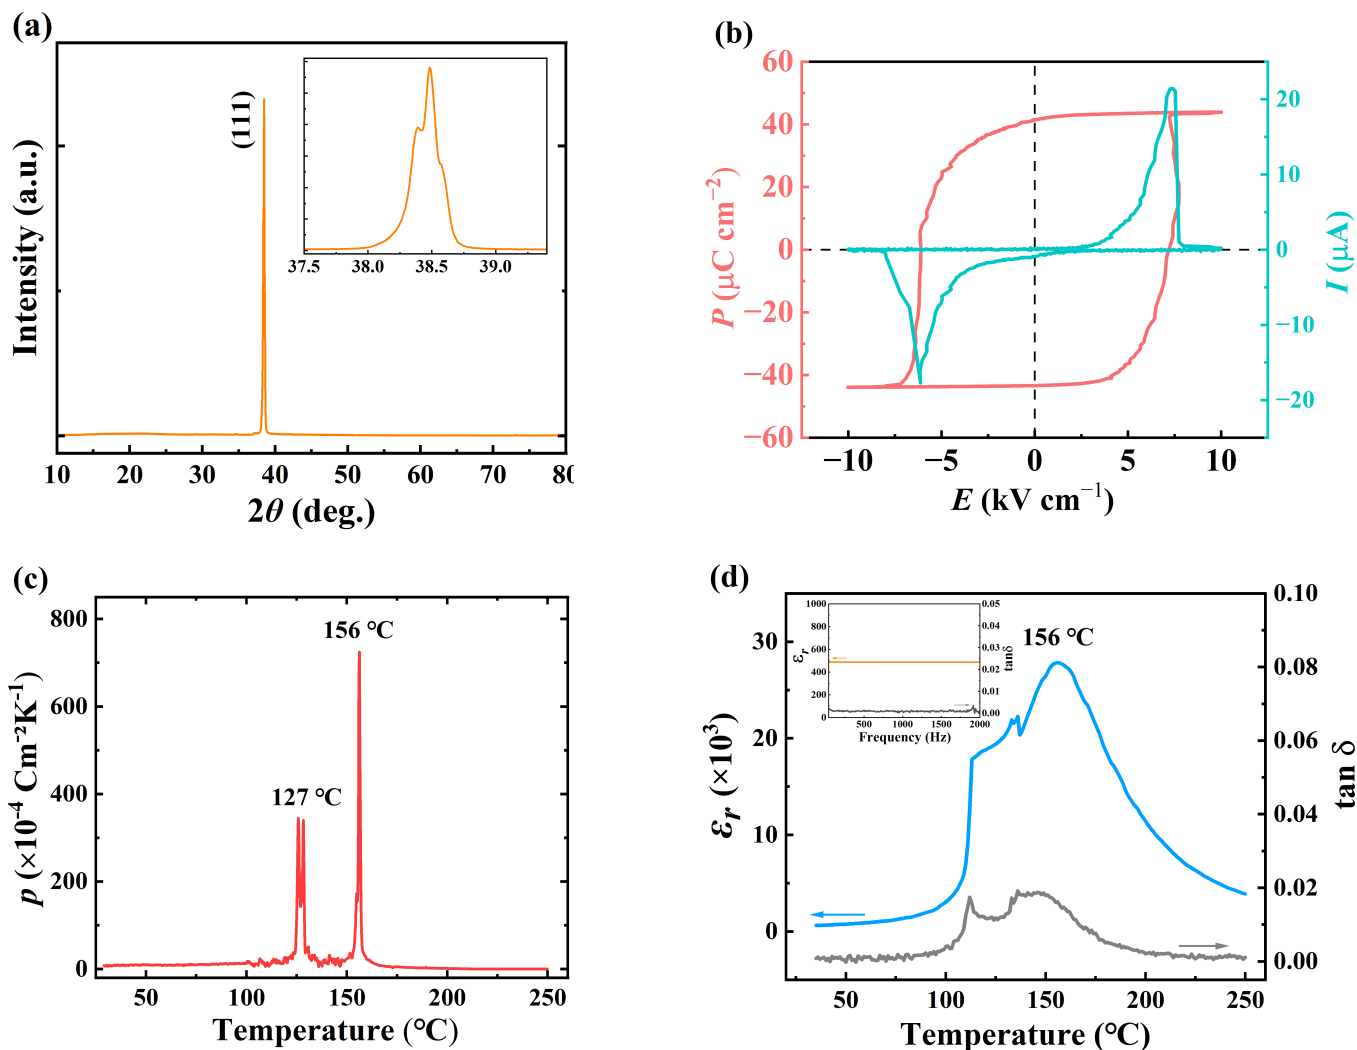 (a)
Intensity (a.u.)
(111)
37.5 38.0 38.5 39.0
10 20 30 40 50 60 70 80
2θ (deg.)
(b)
P (μC cm⁻²)
60
40
20
0
−20
−40
−60
I (μA)
20
10
0
−10
−20
−10 −5 0 5 10
E (kV cm⁻¹)
(c)
p (×10⁻⁴ Cm⁻²K⁻¹)
800
600
400
200
0
127 °C
156 °C
50 100 150 200 250
Temperature (°C)
(d)
εr (×10³)
30
20
10
0
156 °C
tan δ
0.10
0.08
0.06
0.04
0.02
0.00
50 100 150 200 250
Temperature (°C)
εr
1000
800
600
400
200
0
tanδ
0.05
0.04
0.03
0.02
0.01
0.00
500 1000 1500 2000
Frequency (Hz)